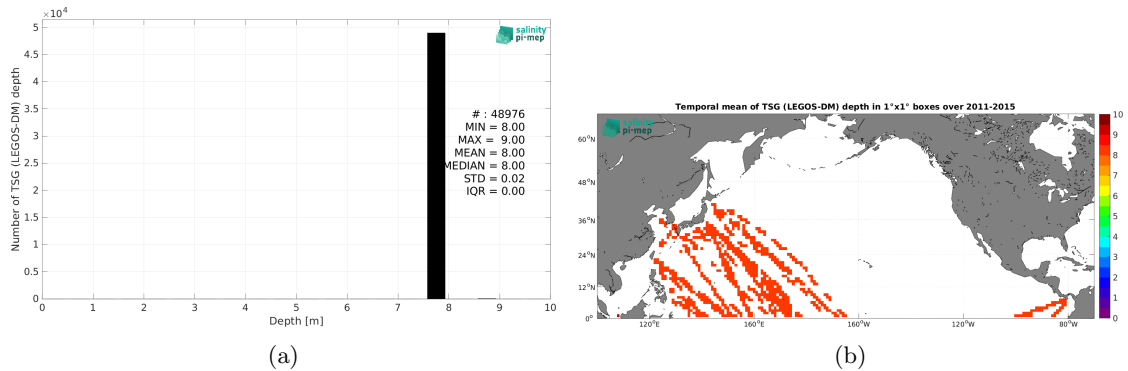 ×10⁴
5
4.5
4
3.5
3
2.5
2
1.5
1
0.5
0
Number of TSG (LEGOS-DM) depth
salinity
pi-mep
# : 48976
MIN = 8.00
MAX = 9.00
MEAN = 8.00
MEDIAN = 8.00
STD = 0.02
IQR = 0.00
0 1 2 3 4 5 6 7 8 9 10
Depth [m]
(a)
Temporal mean of TSG (LEGOS-DM) depth in 1°x1° boxes over 2011-2015
salinity
pi-mep
60°N
48°N
36°N
24°N
12°N
0°
120°E 160°E 160°W 120°W 80°W
10
9
8
7
6
5
4
3
2
1
0
(b)